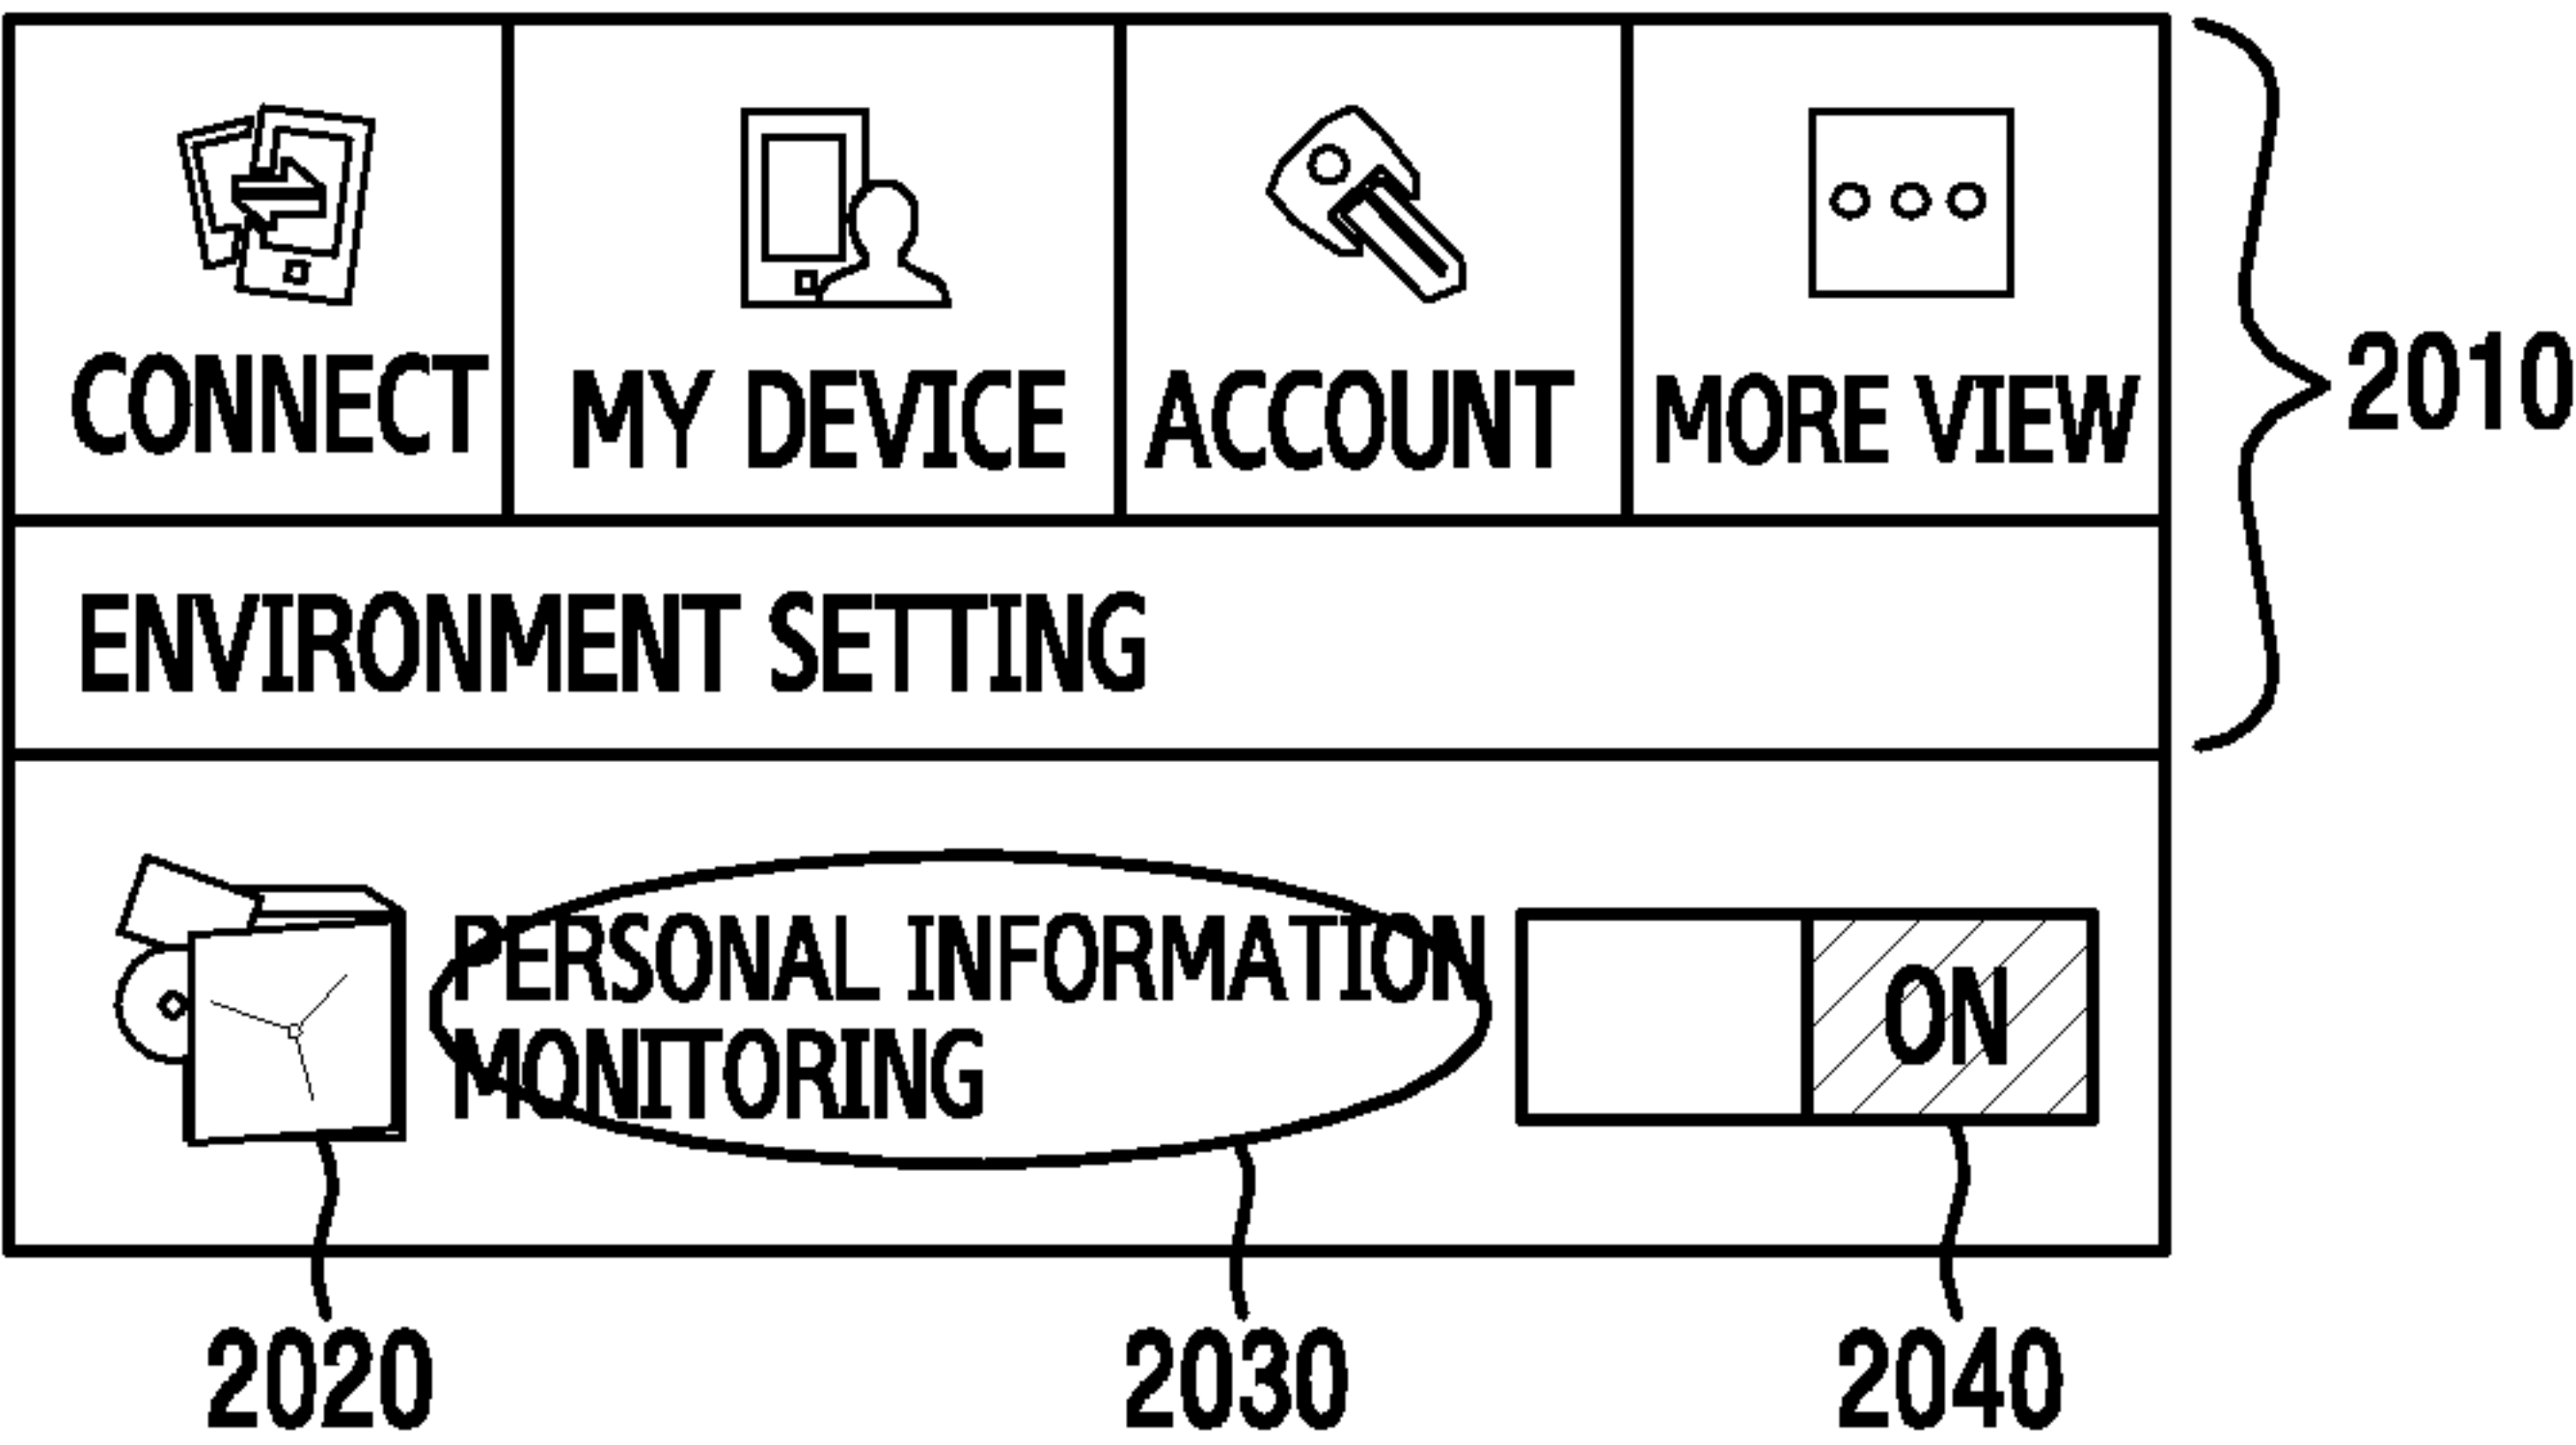 CONNECT MY DEVICE ACCOUNT MORE VIEW
2010
ENVIRONMENT SETTING
PERSONAL INFORMATION
MONITORING
ON
2020 2030 2040